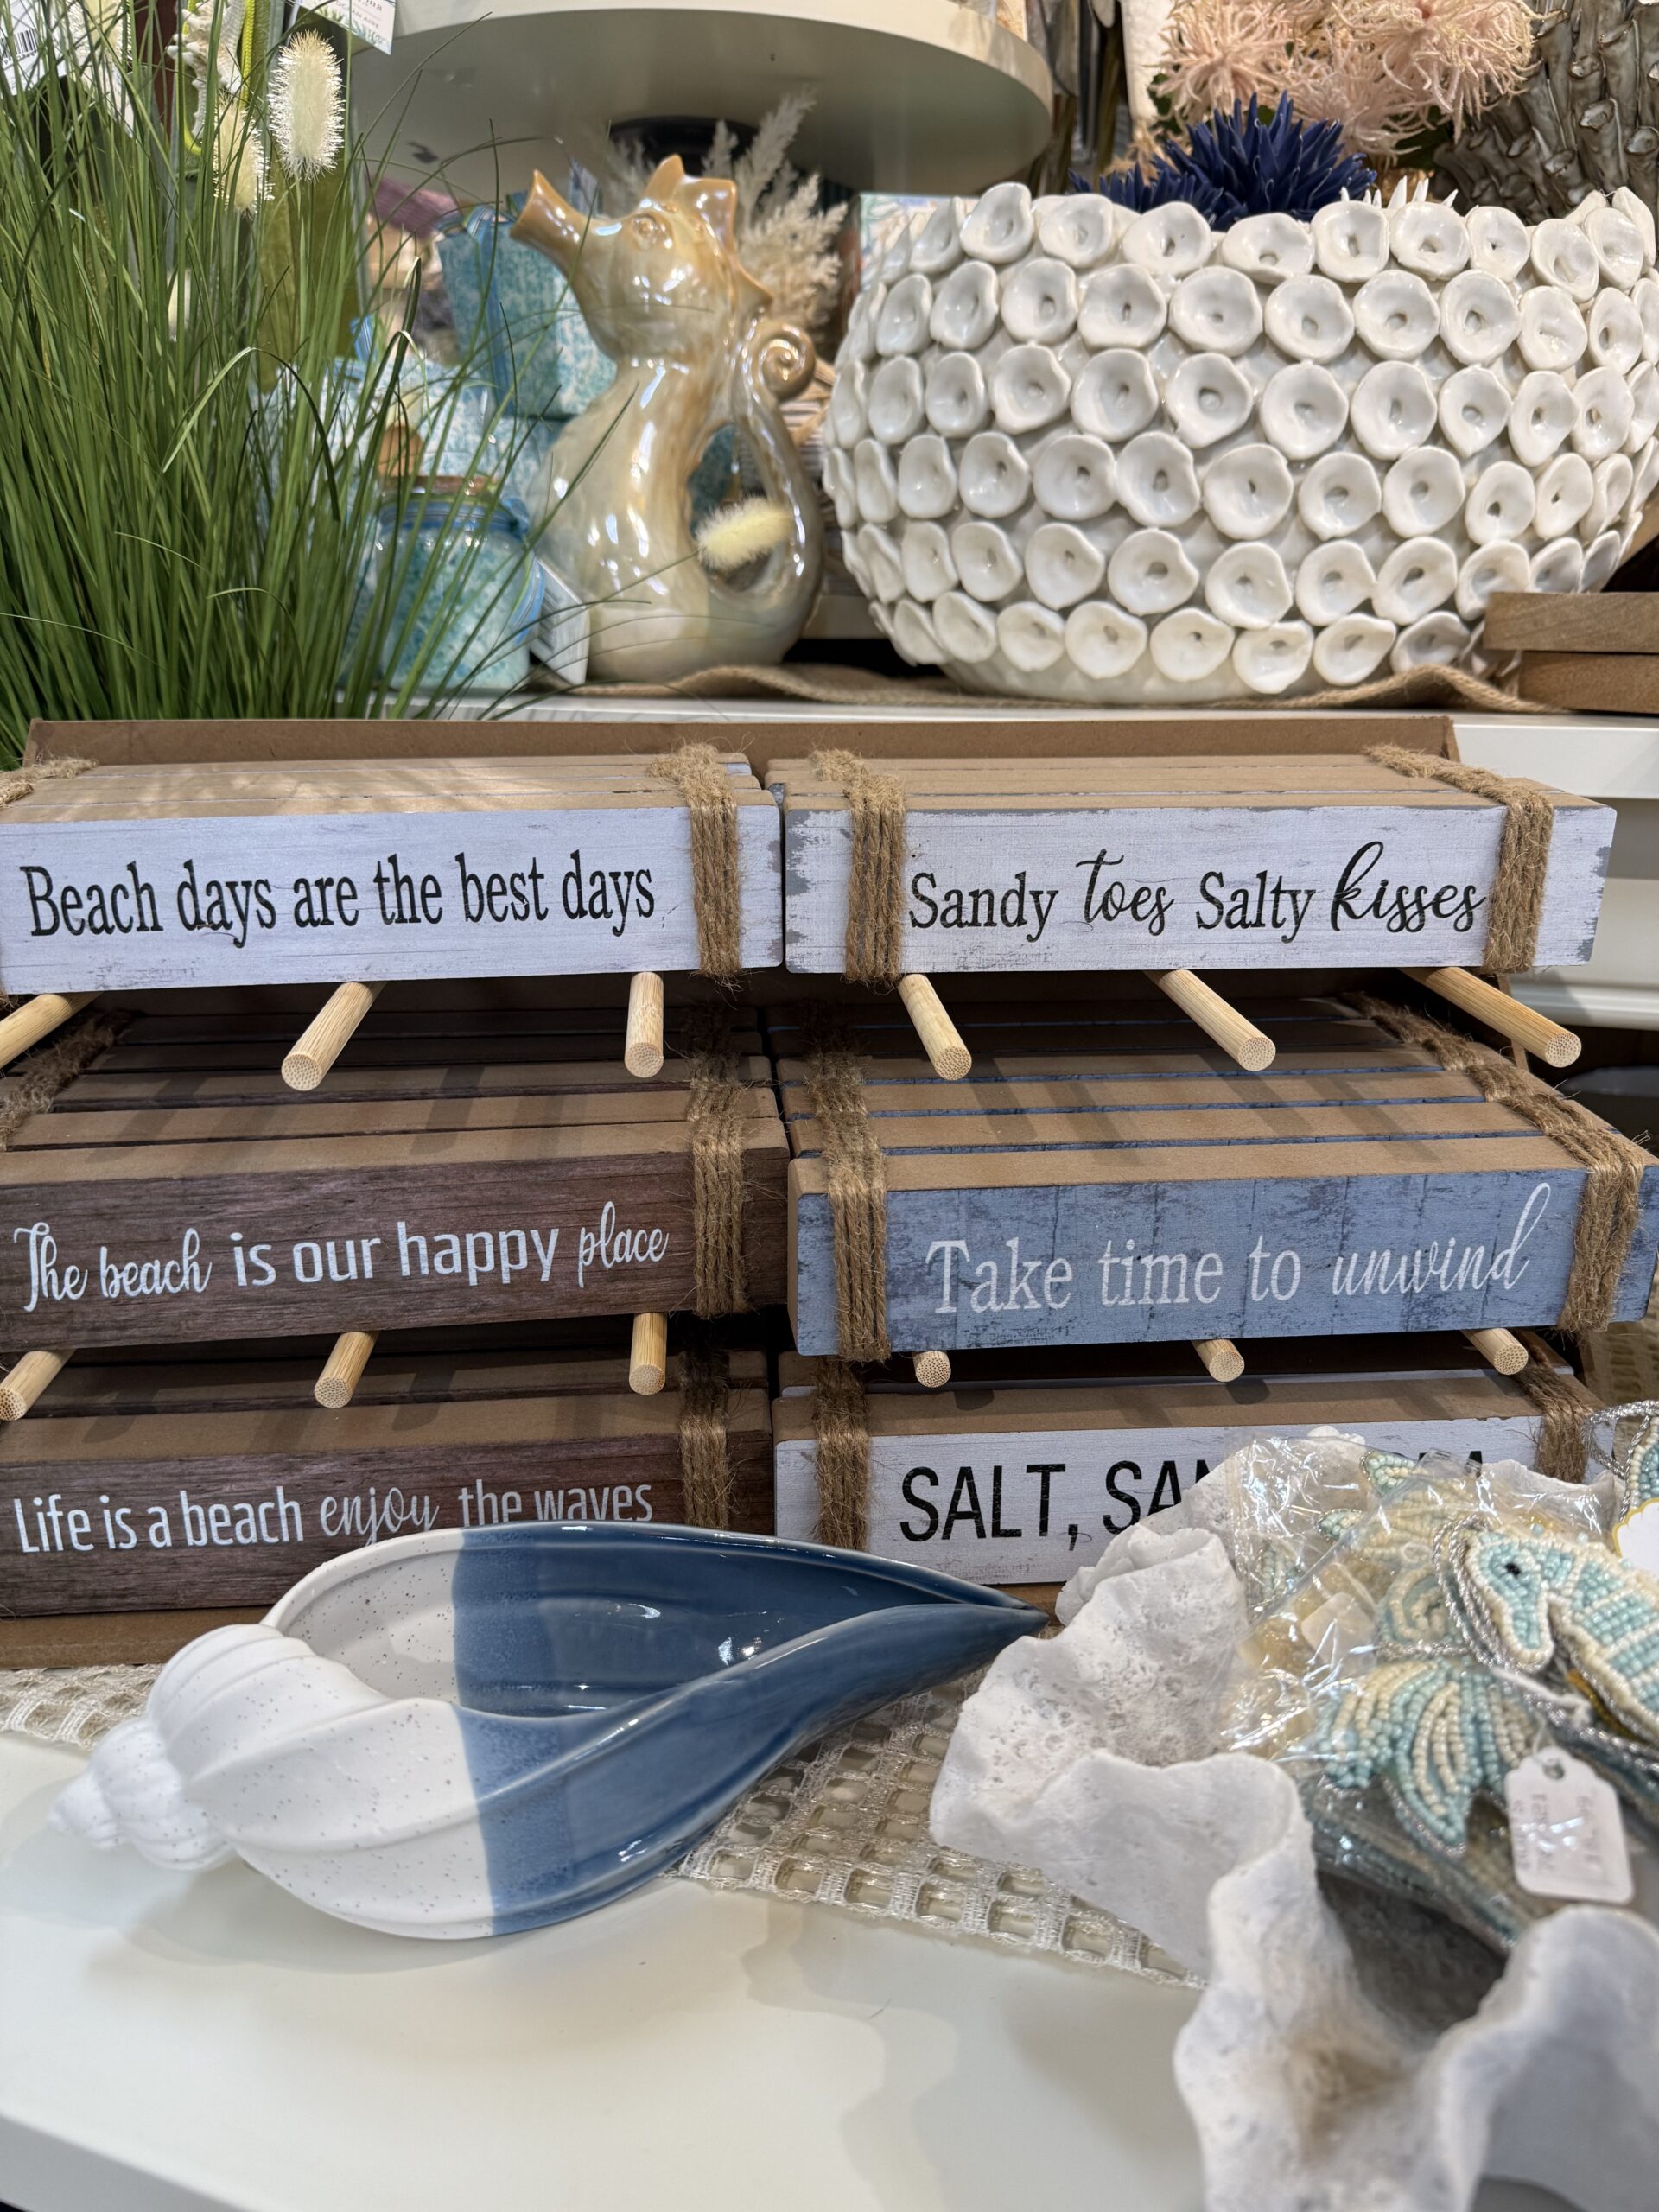 Beach days are the best days
Sandy toes Salty kisses
The beach is our happy place
Take time to unwind
Life is a beach enjoy the waves
SALT,